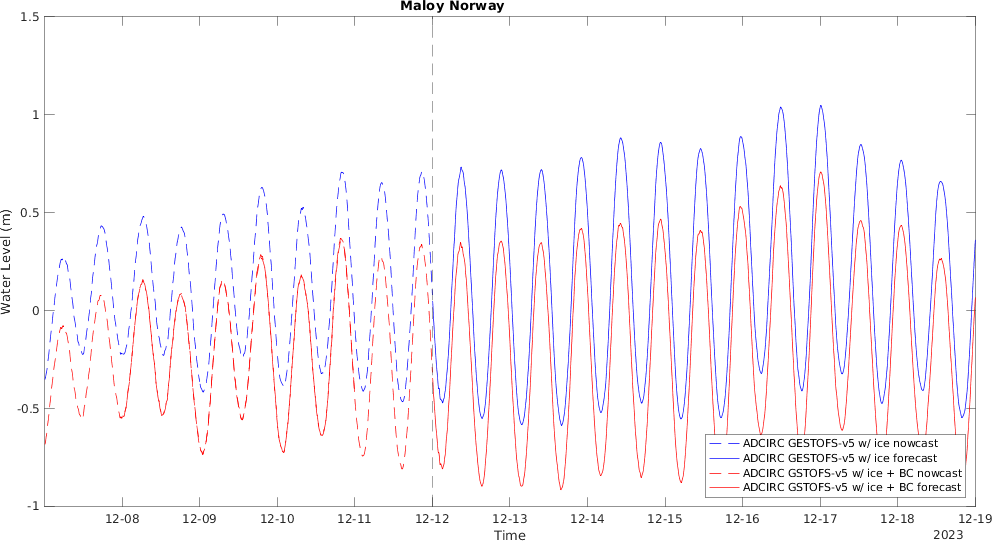 Maloy Norway
1.5
1
0.5
0
-0.5
-1
Water Level (m)
12-08 12-09 12-10 12-11 12-12 12-13 12-14 12-15 12-16 12-17 12-18 12-19
Time
2023
ADCIRC GESTOFS-v5 w/ ice nowcast
ADCIRC GESTOFS-v5 w/ ice forecast
ADCIRC GSTOFS-v5 w/ ice + BC nowcast
ADCIRC GSTOFS-v5 w/ ice + BC forecast